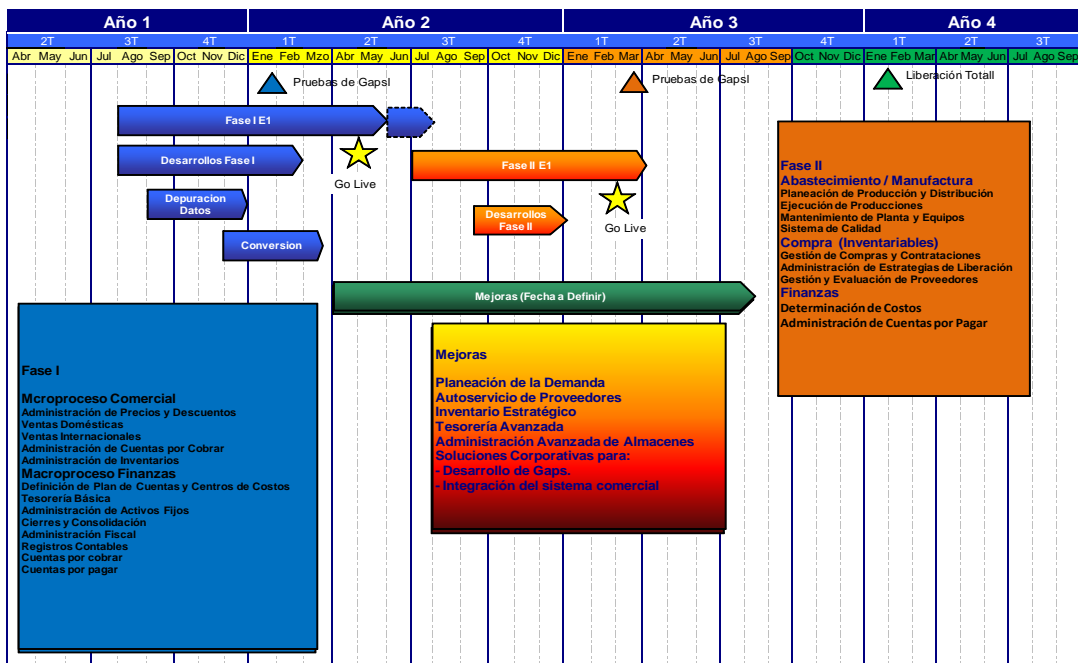 Año 1 Año 2 Año 3 Año 4
2T 3T 4T 1T 2T 3T 1T 2T 3T 4T 1T 2T 3T
Abr May Jun Jul Ago Sep Oct Nov Dic Ene Feb Mzo Abr May Jun Jul Ago Sep Oct Nov Dic Ene Feb Mar Abr May Jun Jul Ago Sep Oct Nov Dic Ene Feb Mar Abr May Jun Jul Ago Sep
Pruebas de GapsI
Pruebas de GapsI
Liberación Totall
Fase I E1
Desarrollos Fase I
Go Live
Fase II E1
Depuracion
Datos
Desarrollos
Fase II
Go Live
Conversion
Mejoras (Fecha a Definir)
Fase I
Mcroproceso Comercial
Administración de Precios y Descuentos
Ventas Domésticas
Ventas Internacionales
Administración de Cuentas por Cobrar
Administración de Inventarios
Macroproceso Finanzas
Definición de Plan de Cuentas y Centros de Costos
Tesorería Básica
Administración de Activos Fijos
Cierres y Consolidación
Administración Fiscal
Registros Contables
Cuentas por cobrar
Cuentas por pagar
Mejoras
Planeación de la Demanda
Autoservicio de Proveedores
Inventario Estratégico
Tesorería Avanzada
Administración Avanzada de Almacenes
Soluciones Corporativas para:
- Desarrollo de Gaps.
- Integración del sistema comercial
Fase II
Abastecimiento / Manufactura
Planeación de Producción y Distribución
Ejecución de Producciones
Mantenimiento de Planta y Equipos
Sistema de Calidad
Compra (Inventariables)
Gestión de Compras y Contrataciones
Administración de Estrategias de Liberación
Gestión y Evaluación de Proveedores
Finanzas
Determinación de Costos
Administración de Cuentas por Pagar